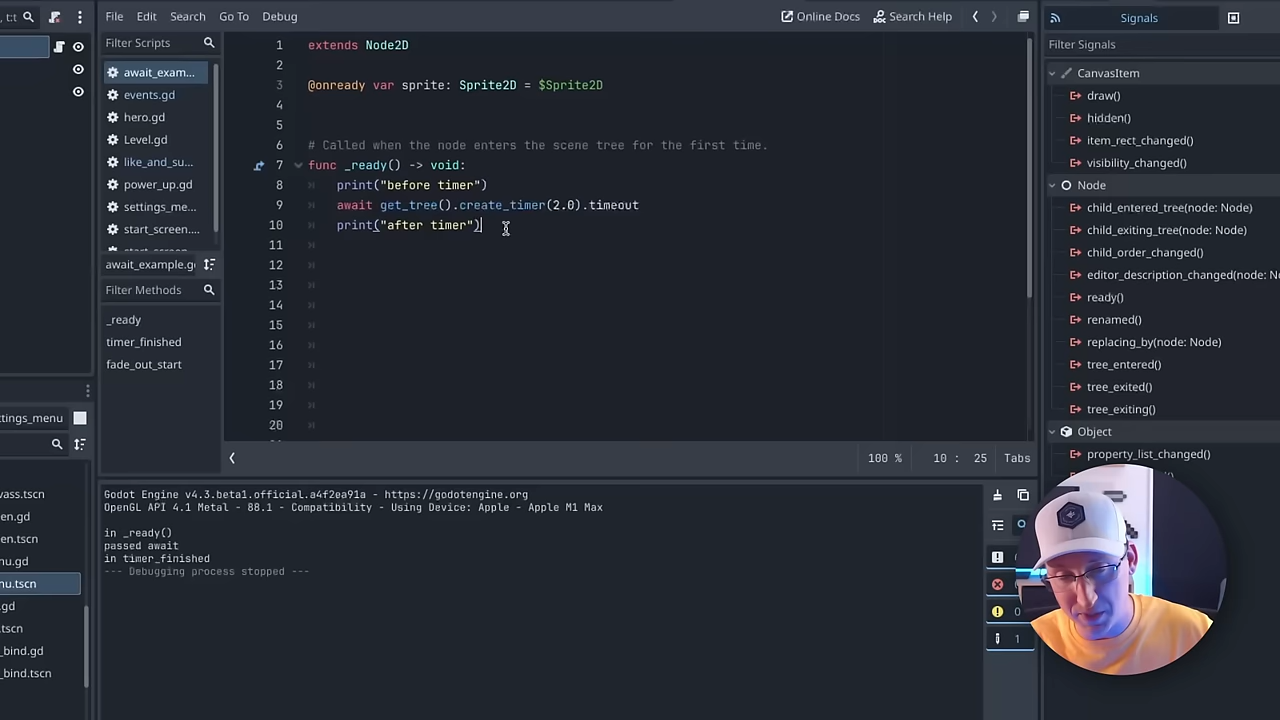 , t:t
File Edit Search Go To Debug
Online Docs Search Help
Filter Scripts
await_exam...
events.gd
hero.gd
Level.gd
like_and_su...
power_up.gd
settings_me...
start_screen....
await_example.g
Filter Methods
_ready
timer_finished
fade_out_start
1 extends Node2D
2
3 @onready var sprite: Sprite2D = $Sprite2D
4
5
6 # Called when the node enters the scene tree for the first time.
7 func _ready() -> void:
8 print("before timer")
9 await get_tree().create_timer(2.0).timeout
10 print("after timer")
11
12
13
14
15
16
17
18
19
20
100 % 10 : 25 Tabs
Godot Engine v4.3.beta1.official.a4f2ea91a - https://godotengine.org
OpenGL API 4.1 Metal - 88.1 - Compatibility - Using Device: Apple - Apple M1 Max
in _ready()
passed await
in timer_finished
--- Debugging process stopped ---
0
1
ttings_menu
vass.tscn
en.gd
en.tscn
nu.gd
nu.tscn
.gd
.tscn
_bind.gd
_bind.tscn
Signals
Filter Signals
CanvasItem
draw()
hidden()
item_rect_changed()
visibility_changed()
Node
child_entered_tree(node: Node)
child_exiting_tree(node: Node)
child_order_changed()
editor_description_changed(node: N
ready()
renamed()
replacing_by(node: Node)
tree_entered()
tree_exited()
tree_exiting()
Object
property_list_changed()